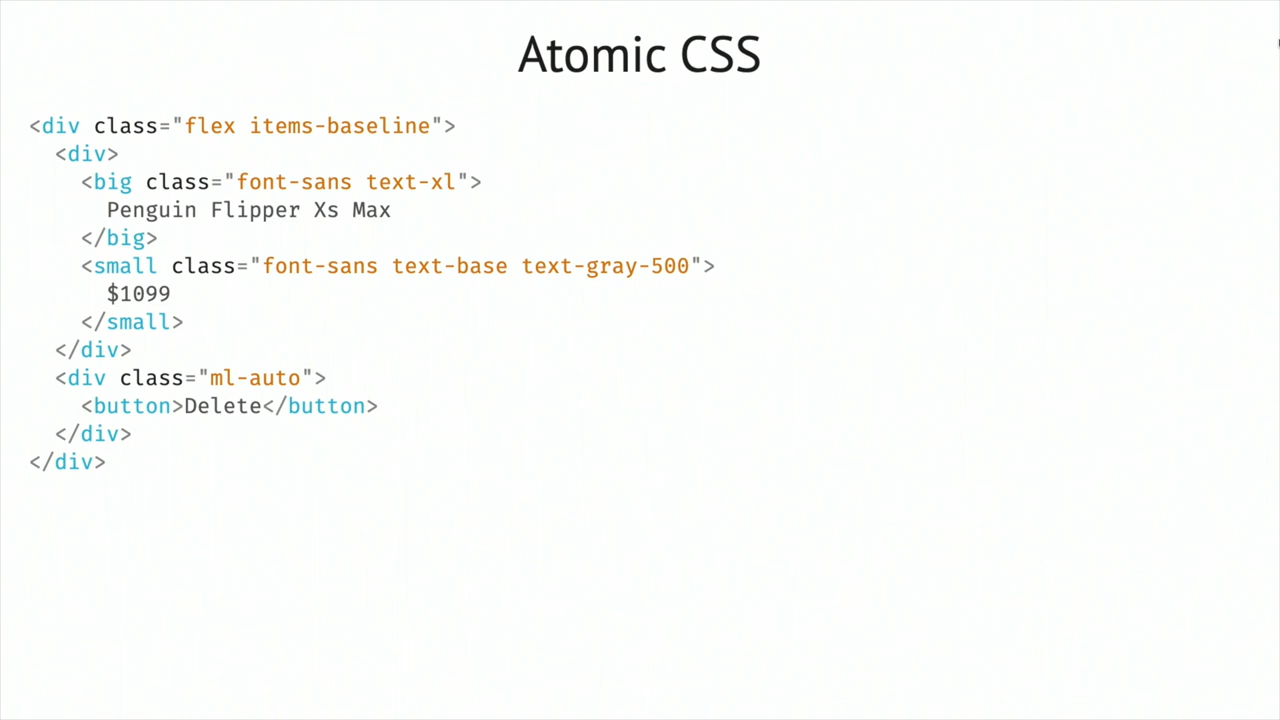 Atomic CSS
<div class="flex items-baseline">
  <div>
    <big class="font-sans text-xl">
      Penguin Flipper Xs Max
    </big>
    <small class="font-sans text-base text-gray-500">
      $1099
    </small>
  </div>
  <div class="ml-auto">
    <button>Delete</button>
  </div>
</div>